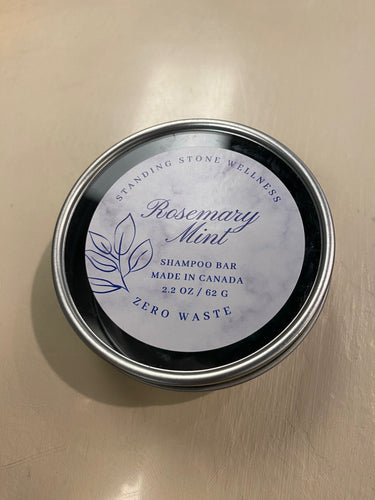 STANDING STONE WELLNESS
Rosemary
Mint
SHAMPOO BAR
MADE IN CANADA
2.2 OZ / 62 G
ZERO WASTE